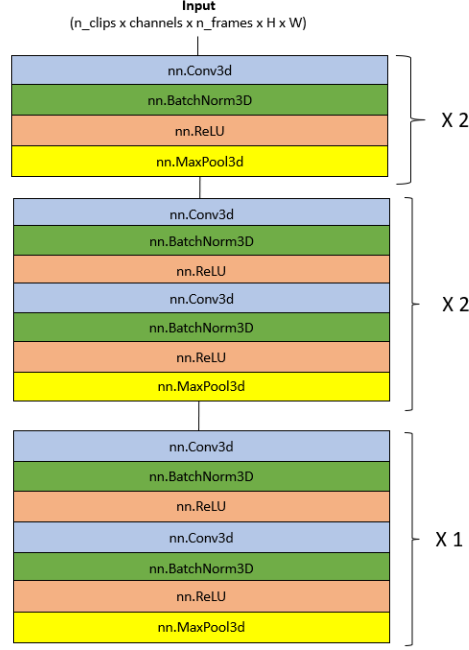 Input
(n_clips x channels x n_frames x H x W)
nn.Conv3d
nn.BatchNorm3D
nn.ReLU
nn.MaxPool3d
X 2
nn.Conv3d
nn.BatchNorm3D
nn.ReLU
nn.Conv3d
nn.BatchNorm3D
nn.ReLU
nn.MaxPool3d
X 2
nn.Conv3d
nn.BatchNorm3D
nn.ReLU
nn.Conv3d
nn.BatchNorm3D
nn.ReLU
nn.MaxPool3d
X 1